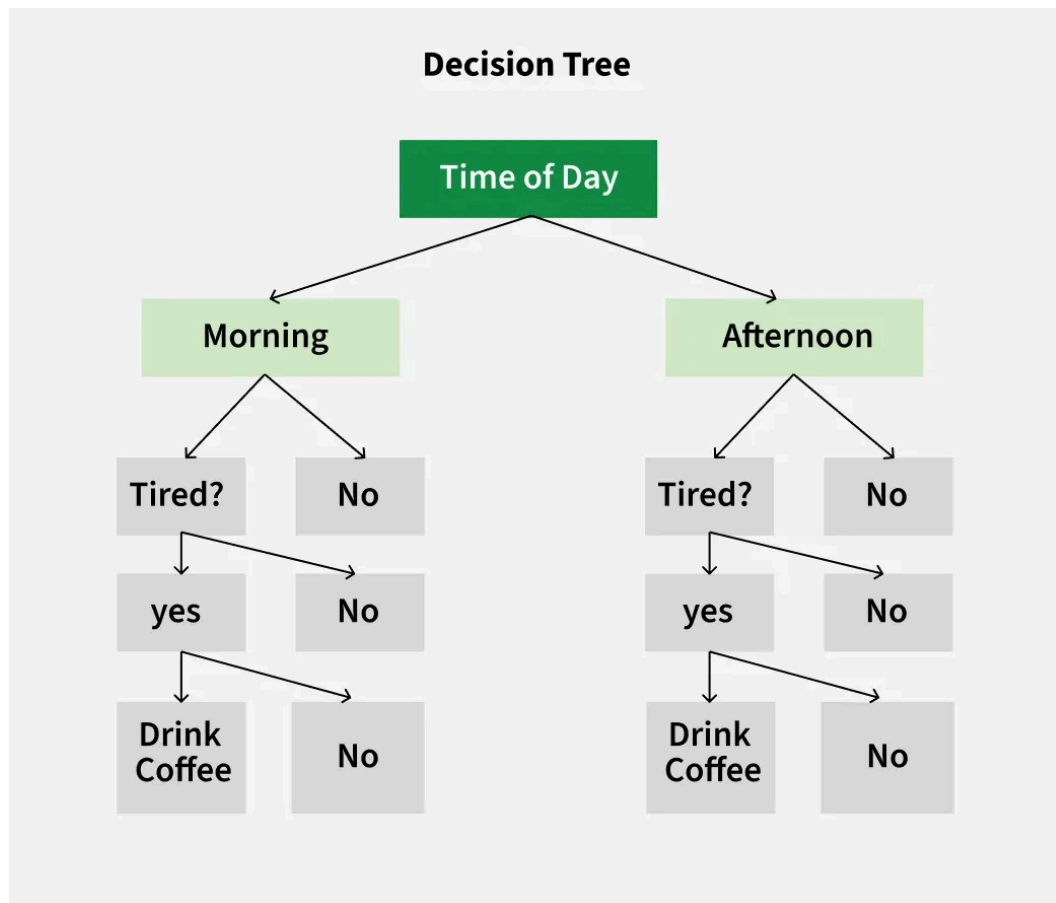 Decision Tree
Time of Day
Morning
Afternoon
Tired?
No
Tired?
No
yes
No
yes
No
Drink
Coffee
No
Drink
Coffee
No